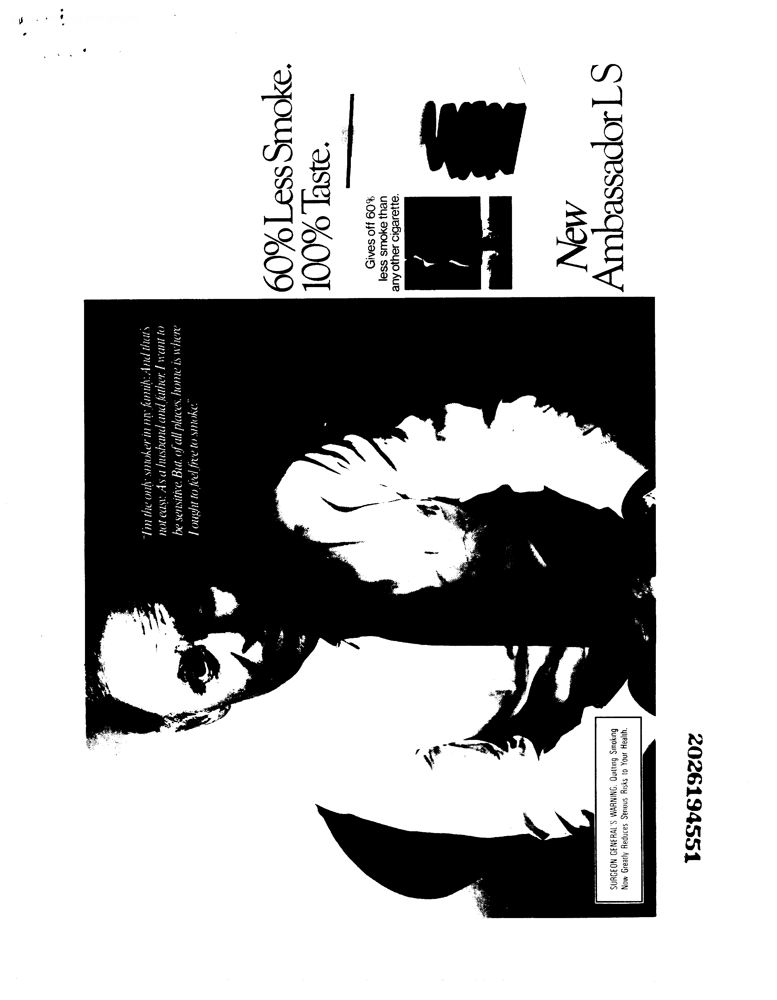 "I'm the only smoker in my family. And that's
not easy. As a husband and father, I want to
be sensitive. But, of all places, home is where
I ought to feel free to smoke."
SURGEON GENERAL'S WARNING: Quitting Smoking
Now Greatly Reduces Serious Risks to Your Health.
60% Less Smoke.
100% Taste.
Gives off 60%
less smoke than
any other cigarette.
New
Ambassador LS
2026194551